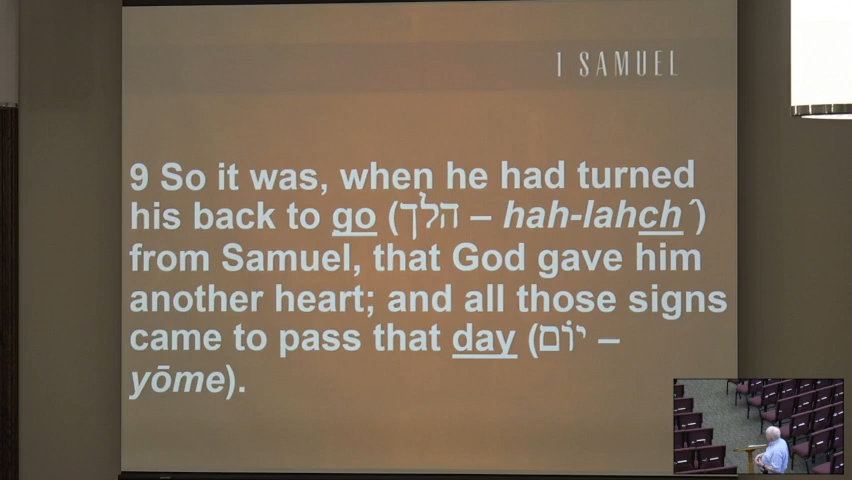 1 SAMUEL
9 So it was, when he had turned
his back to go (הלך – hah-lahch´)
from Samuel, that God gave him
another heart; and all those signs
came to pass that day (יוֹם –
yōme).